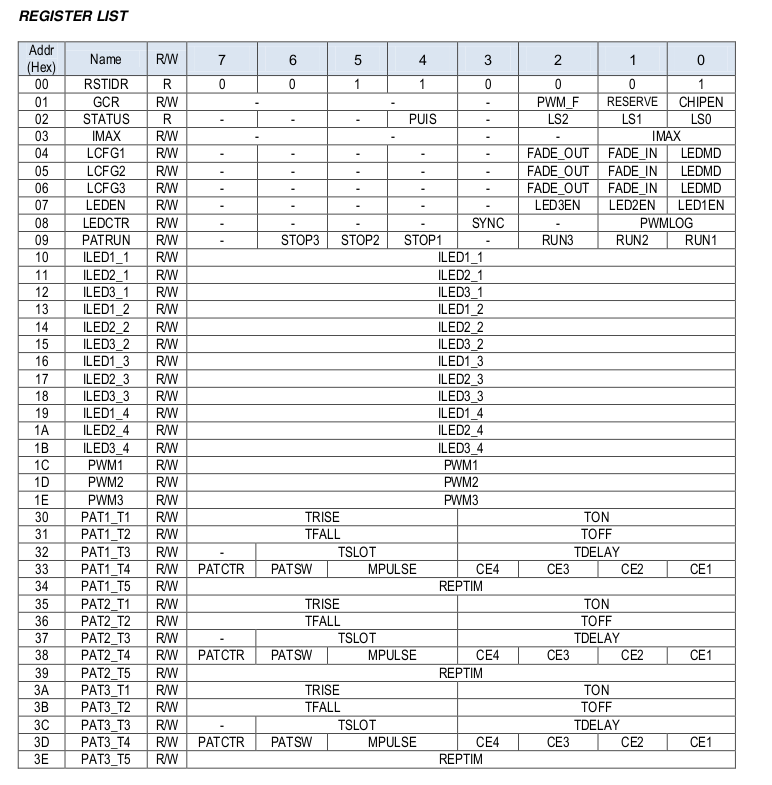 REGISTER LIST
Addr (Hex) Name R/W 7 6 5 4 3 2 1 0
00 RSTIDR R 0 0 1 1 0 0 0 1
01 GCR R/W - - - PWM_F RESERVE CHIPEN
02 STATUS R - - - PUIS - LS2 LS1 LS0
03 IMAX R/W - - - - IMAX
04 LCFG1 R/W - - - - - FADE_OUT FADE_IN LEDMD
05 LCFG2 R/W - - - - - FADE_OUT FADE_IN LEDMD
06 LCFG3 R/W - - - - - FADE_OUT FADE_IN LEDMD
07 LEDEN R/W - - - - - LED3EN LED2EN LED1EN
08 LEDCTR R/W - - - - SYNC - PWMLOG
09 PATRUN R/W - STOP3 STOP2 STOP1 - RUN3 RUN2 RUN1
10 ILED1_1 R/W ILED1_1
11 ILED2_1 R/W ILED2_1
12 ILED3_1 R/W ILED3_1
13 ILED1_2 R/W ILED1_2
14 ILED2_2 R/W ILED2_2
15 ILED3_2 R/W ILED3_2
16 ILED1_3 R/W ILED1_3
17 ILED2_3 R/W ILED2_3
18 ILED3_3 R/W ILED3_3
19 ILED1_4 R/W ILED1_4
1A ILED2_4 R/W ILED2_4
1B ILED3_4 R/W ILED3_4
1C PWM1 R/W PWM1
1D PWM2 R/W PWM2
1E PWM3 R/W PWM3
30 PAT1_T1 R/W TRISE TON
31 PAT1_T2 R/W TFALL TOFF
32 PAT1_T3 R/W - TSLOT TDELAY
33 PAT1_T4 R/W PATCTR PATSW MPULSE CE4 CE3 CE2 CE1
34 PAT1_T5 R/W REPTIM
35 PAT2_T1 R/W TRISE TON
36 PAT2_T2 R/W TFALL TOFF
37 PAT2_T3 R/W - TSLOT TDELAY
38 PAT2_T4 R/W PATCTR PATSW MPULSE CE4 CE3 CE2 CE1
39 PAT2_T5 R/W REPTIM
3A PAT3_T1 R/W TRISE TON
3B PAT3_T2 R/W TFALL TOFF
3C PAT3_T3 R/W - TSLOT TDELAY
3D PAT3_T4 R/W PATCTR PATSW MPULSE CE4 CE3 CE2 CE1
3E PAT3_T5 R/W REPTIM